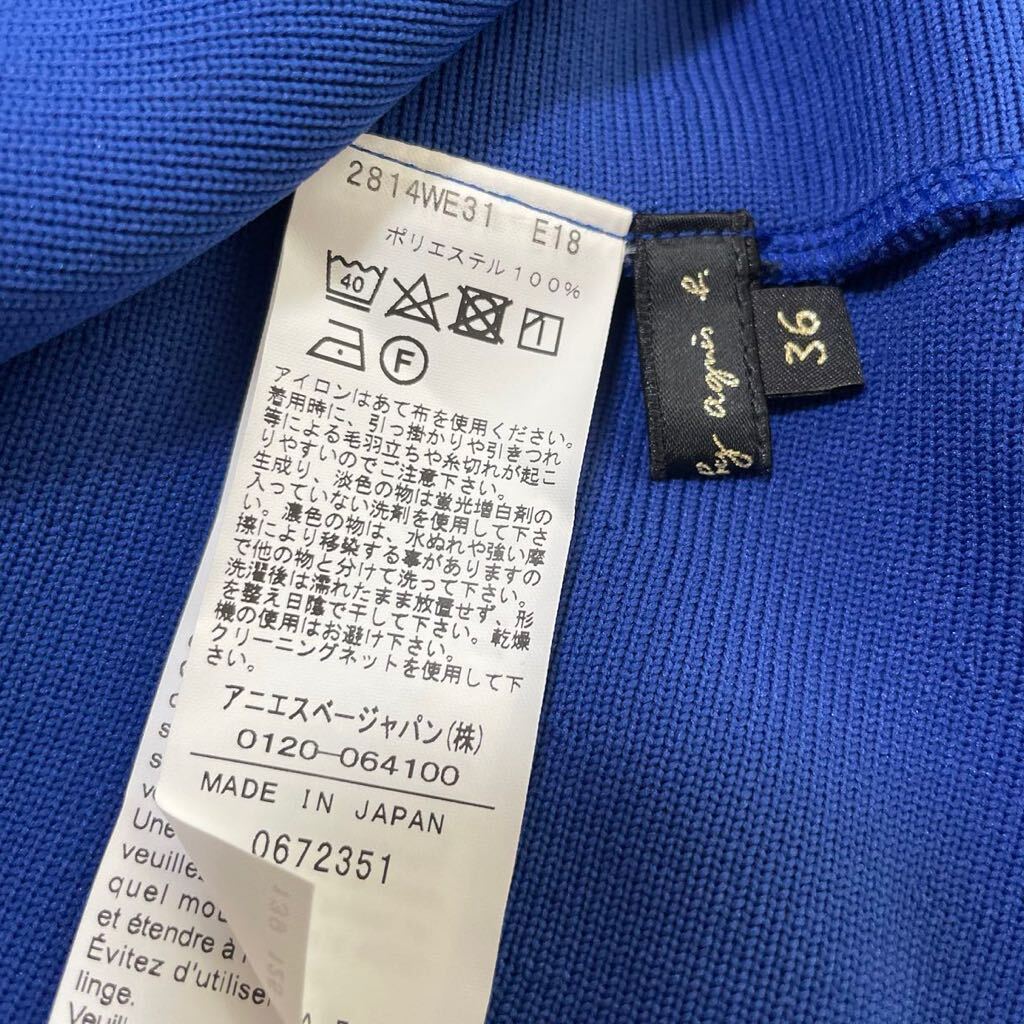 2814WE31 E18
ポリエステル100%
40
1
F
アイロンはあて布を使用ください。
着用時に、引っ掛かりや引きつれ
等による毛羽立ちや糸切れが起こ
りやすいのでご注意下さい。
生成り、淡色の物は蛍光増白剤の
入っていない洗剤を使用して下さ
い。濃色の物は、水ぬれや強い摩
擦により移染する事がありますの
で他の物と分けて洗って下さい。
洗濯後は濡れたまま放置せず、形
を整え日陰で干して下さい。乾燥
機の使用はお避け下さい。
クリーニングネットを使用して下
さい。
アニエスベージャパン(株)
0120-064100
MADE IN JAPAN
0672351
Une
veuille
quel mou
et étendre à l
Évitez d'utilise
linge.
Veuill
by agnès b.
36